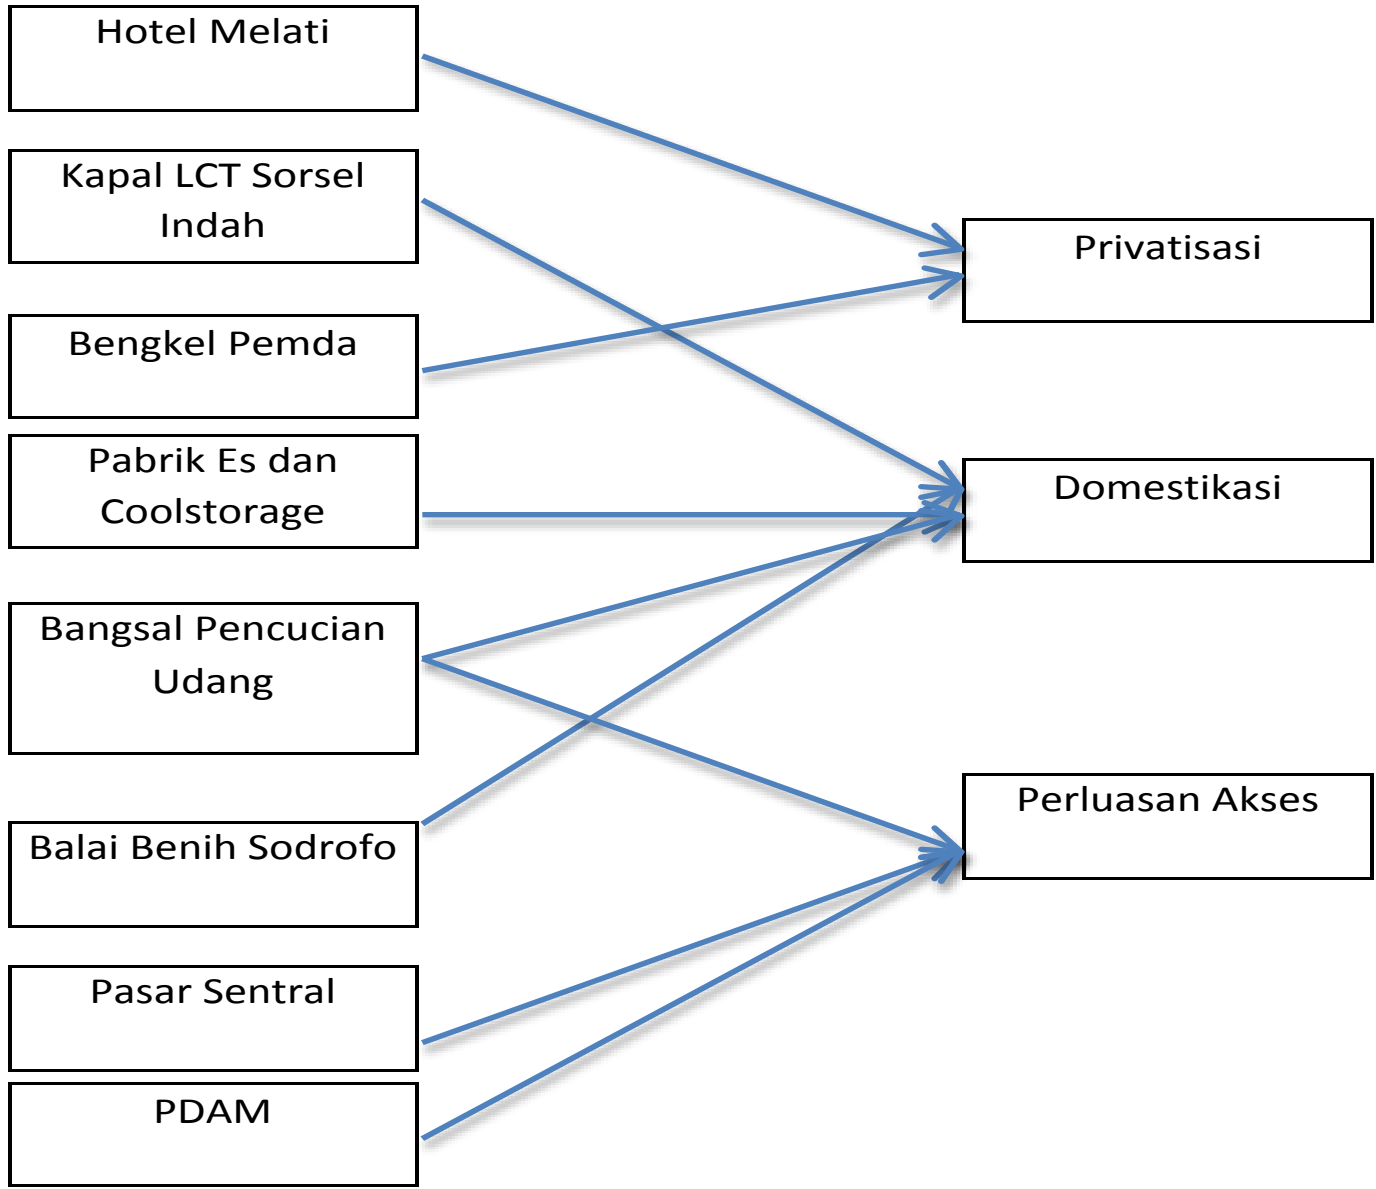 Hotel Melati
Kapal LCT Sorsel
Indah
Bengkel Pemda
Pabrik Es dan
Coolstorage
Bangsal Pencucian
Udang
Balai Benih Sodrofo
Pasar Sentral
PDAM
Privatisasi
Domestikasi
Perluasan Akses